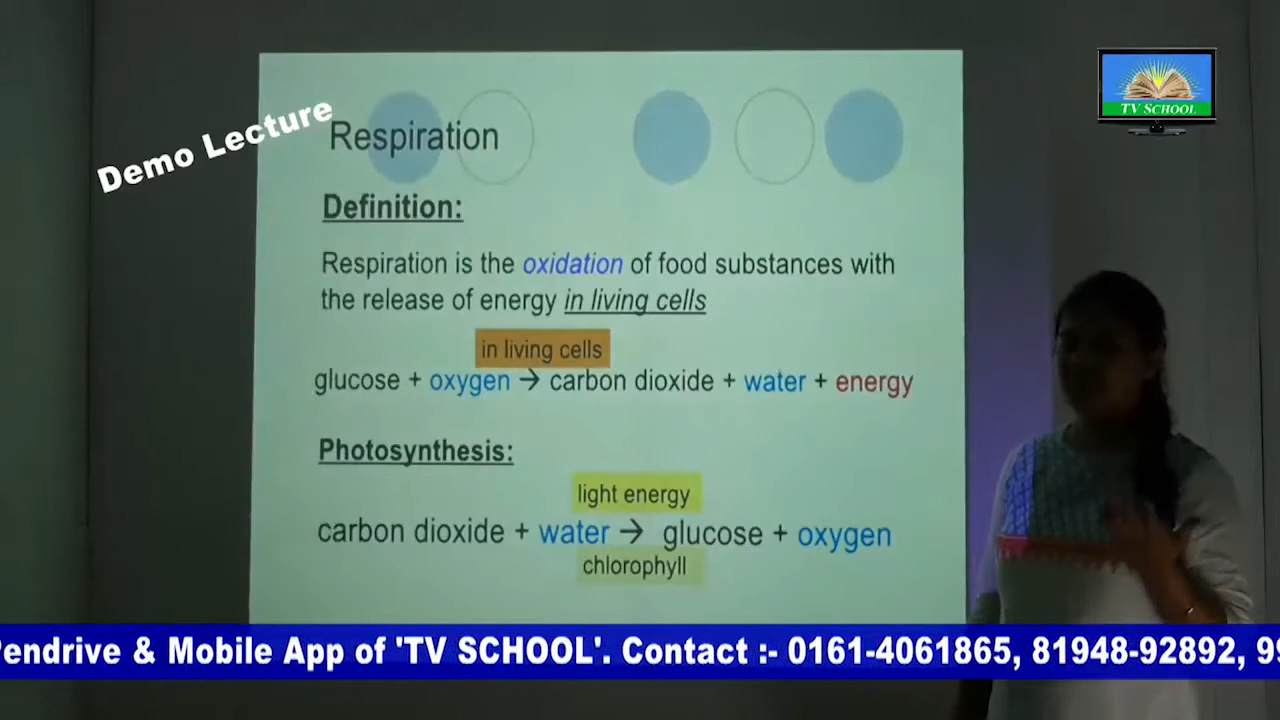 Demo Lecture
TV SCHOOL
Respiration
Definition:
Respiration is the oxidation of food substances with
the release of energy in living cells
in living cells
glucose + oxygen → carbon dioxide + water + energy
Photosynthesis:
light energy
carbon dioxide + water → glucose + oxygen
chlorophyll
Pendrive & Mobile App of 'TV SCHOOL'. Contact :- 0161-4061865, 81948-92892, 99